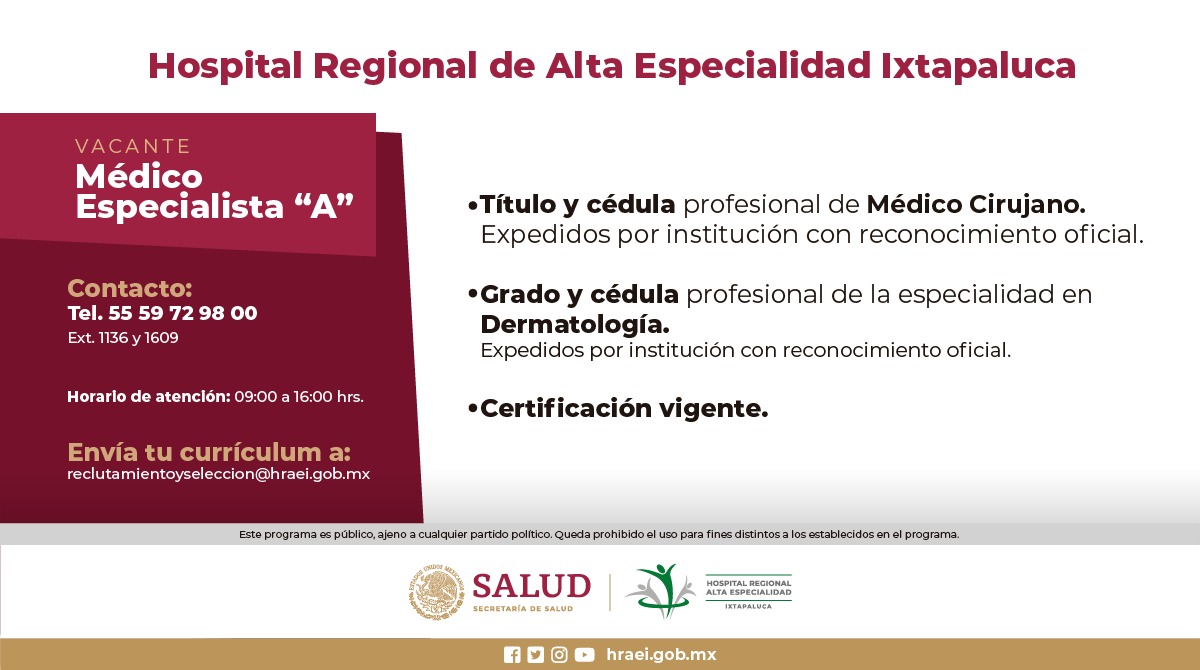 Hospital Regional de Alta Especialidad Ixtapaluca
VACANTE
Médico
Especialista “A”
Contacto:
Tel. 55 59 72 98 00
Ext. 1136 y 1609
Horario de atención: 09:00 a 16:00 hrs.
Envía tu currículum a:
reclutamientoyseleccion@hraei.gob.mx
•Título y cédula profesional de Médico Cirujano.
Expedidos por institución con reconocimiento oficial.
•Grado y cédula profesional de la especialidad en
Dermatología.
Expedidos por institución con reconocimiento oficial.
•Certificación vigente.
Este programa es público, ajeno a cualquier partido político. Queda prohibido el uso para fines distintos a los establecidos en el programa.
ESTADOS UNIDOS MEXICANOS
SALUD
SECRETARÍA DE SALUD
HOSPITAL REGIONAL
ALTA ESPECIALIDAD
IXTAPALUCA
hraei.gob.mx